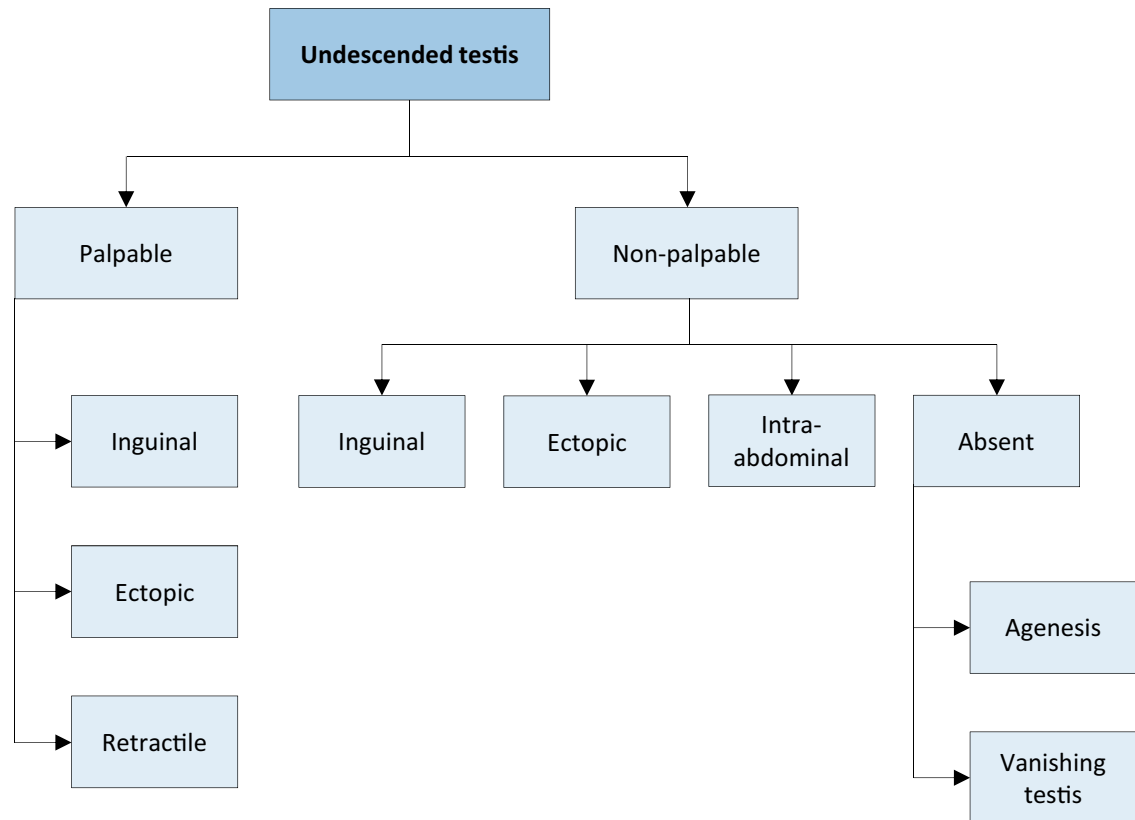 Undescended testis
Palpable
Non-palpable
Inguinal
Ectopic
Retractile
Inguinal
Ectopic
Intra-
abdominal
Absent
Agenesis
Vanishing
testis